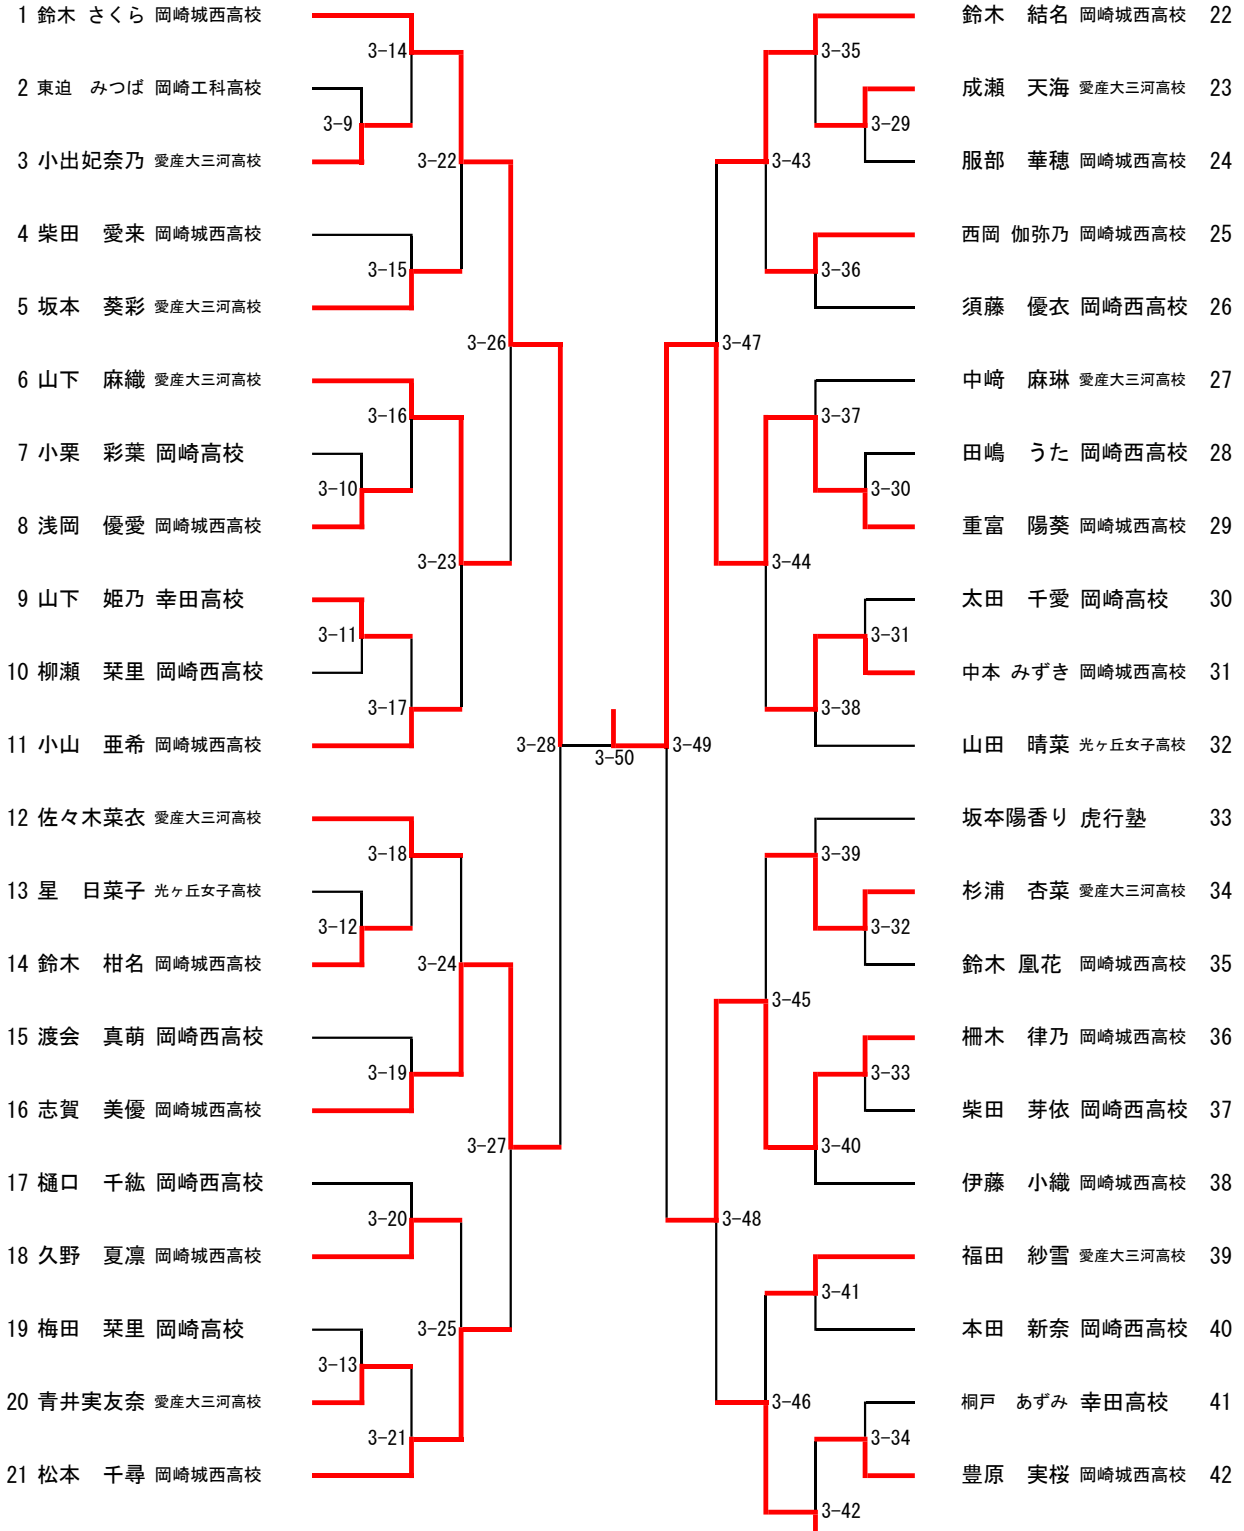 1 鈴木 さくら 岡崎城西高校
2 東迫　みつば 岡崎工科高校
3 小出妃奈乃 愛産大三河高校
4 柴田　愛来 岡崎城西高校
5 坂本　葵彩 愛産大三河高校
6 山下　麻織 愛産大三河高校
7 小栗　彩葉 岡崎高校
8 浅岡　優愛 岡崎城西高校
9 山下　姫乃 幸田高校
10 柳瀬　栞里 岡崎西高校
11 小山　亜希 岡崎城西高校
12 佐々木菜衣 愛産大三河高校
13 星　日菜子 光ヶ丘女子高校
14 鈴木　柑名 岡崎城西高校
15 渡会　真萌 岡崎西高校
16 志賀　美優 岡崎城西高校
17 樋口　千紘 岡崎西高校
18 久野　夏凛 岡崎城西高校
19 梅田　栞里 岡崎高校
20 青井実友奈 愛産大三河高校
21 松本　千尋 岡崎城西高校
3-14
3-9
3-22
3-15
3-26
3-16
3-10
3-23
3-11
3-17
3-28
3-18
3-12
3-24
3-19
3-27
3-20
3-25
3-13
3-21
3-50
3-35
3-29
3-43
3-36
3-47
3-37
3-30
3-44
3-31
3-38
3-49
3-39
3-32
3-45
3-33
3-40
3-48
3-41
3-46
3-34
3-42
鈴木　結名 岡崎城西高校 22
成瀬　天海 愛産大三河高校 23
服部　華穂 岡崎城西高校 24
西岡 伽弥乃 岡崎城西高校 25
須藤　優衣 岡崎西高校 26
中﨑　麻琳 愛産大三河高校 27
田嶋　うた 岡崎西高校 28
重富　陽葵 岡崎城西高校 29
太田　千愛 岡崎高校 30
中本 みずき 岡崎城西高校 31
山田　晴菜 光ヶ丘女子高校 32
坂本陽香り 虎行塾 33
杉浦　杏菜 愛産大三河高校 34
鈴木 凰花 岡崎城西高校 35
柵木　律乃 岡崎城西高校 36
柴田　芽依 岡崎西高校 37
伊藤　小織 岡崎城西高校 38
福田　紗雪 愛産大三河高校 39
本田　新奈 岡崎西高校 40
桐戸　あずみ 幸田高校 41
豊原　実桜 岡崎城西高校 42